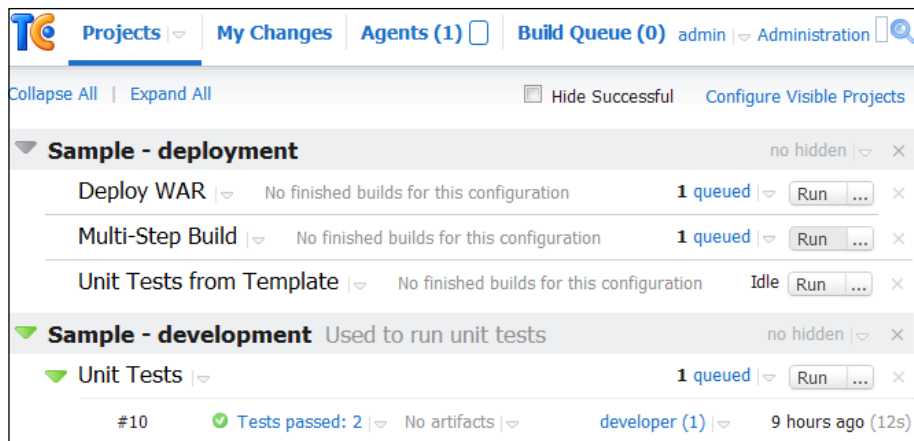 TC Projects My Changes Agents (1) Build Queue (0) admin Administration
Collapse All | Expand All Hide Successful Configure Visible Projects
Sample - deployment no hidden
Deploy WAR No finished builds for this configuration 1 queued Run ...
Multi-Step Build No finished builds for this configuration 1 queued Run ...
Unit Tests from Template No finished builds for this configuration Idle Run ...
Sample - development Used to run unit tests no hidden
Unit Tests 1 queued Run ...
#10 Tests passed: 2 No artifacts developer (1) 9 hours ago (12s)